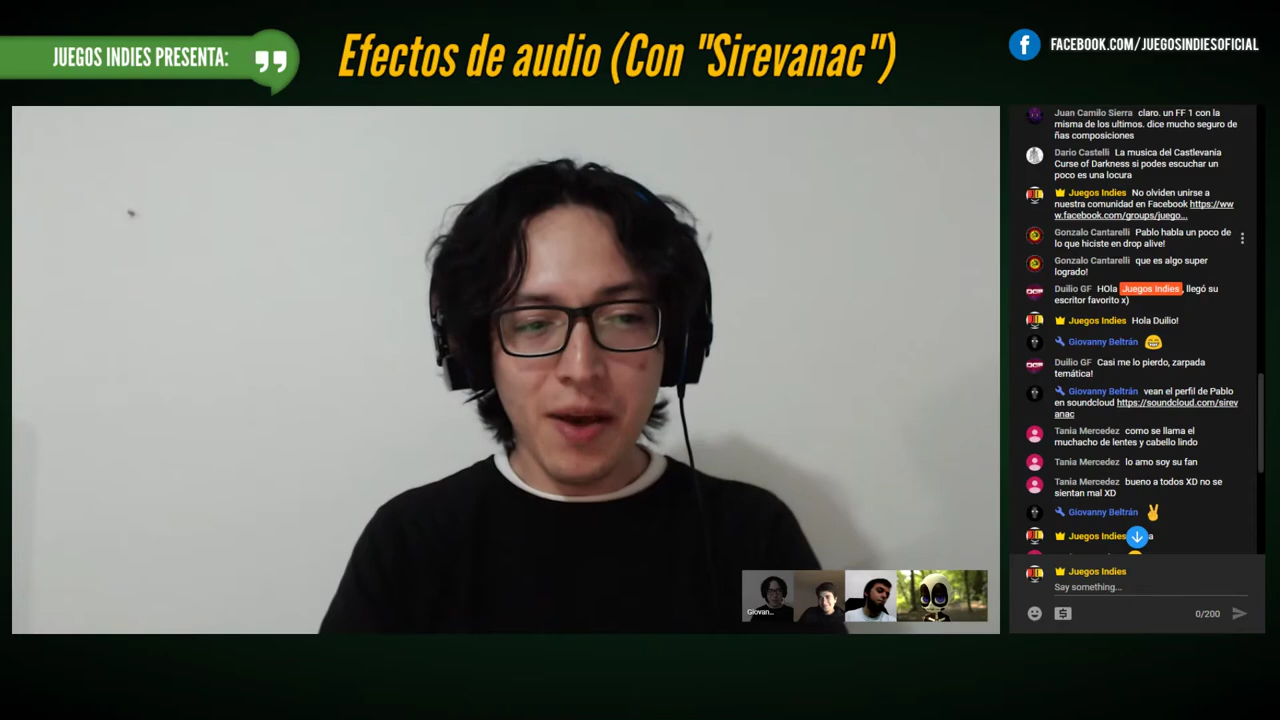 JUEGOS INDIES PRESENTA:
Efectos de audio (Con "Sirevanac")
FACEBOOK.COM/JUEGOSINDIESOFICIAL
Juan Camilo Sierra claro. un FF 1 con la
misma de los ultimos. dice mucho seguro de
ñas composiciones
Dario Castelli La musica del Castlevania
Curse of Darkness si podes escuchar un
poco es una locura
Juegos Indies No olviden unirse a
nuestra comunidad en Facebook https://ww
w.facebook.com/groups/juego...
Gonzalo Cantarelli Pablo habla un poco de
lo que hiciste en drop alive!
Gonzalo Cantarelli que es algo super
logrado!
Duilio GF HOla Juegos Indies, llegó su
escritor favorito x)
Juegos Indies Hola Duilio!
Giovanny Beltrán 😁
Duilio GF Casi me lo pierdo, zarpada
temática!
Giovanny Beltrán vean el perfil de Pablo
en soundcloud https://soundcloud.com/sirev
anac
Tania Mercedez como se llama el
muchacho de lentes y cabello lindo
Tania Mercedez lo amo soy su fan
Tania Mercedez bueno a todos XD no se
sientan mal XD
Giovanny Beltrán ✌
Juegos Indies
Juegos Indies
Say something...
0/200
Giovan...